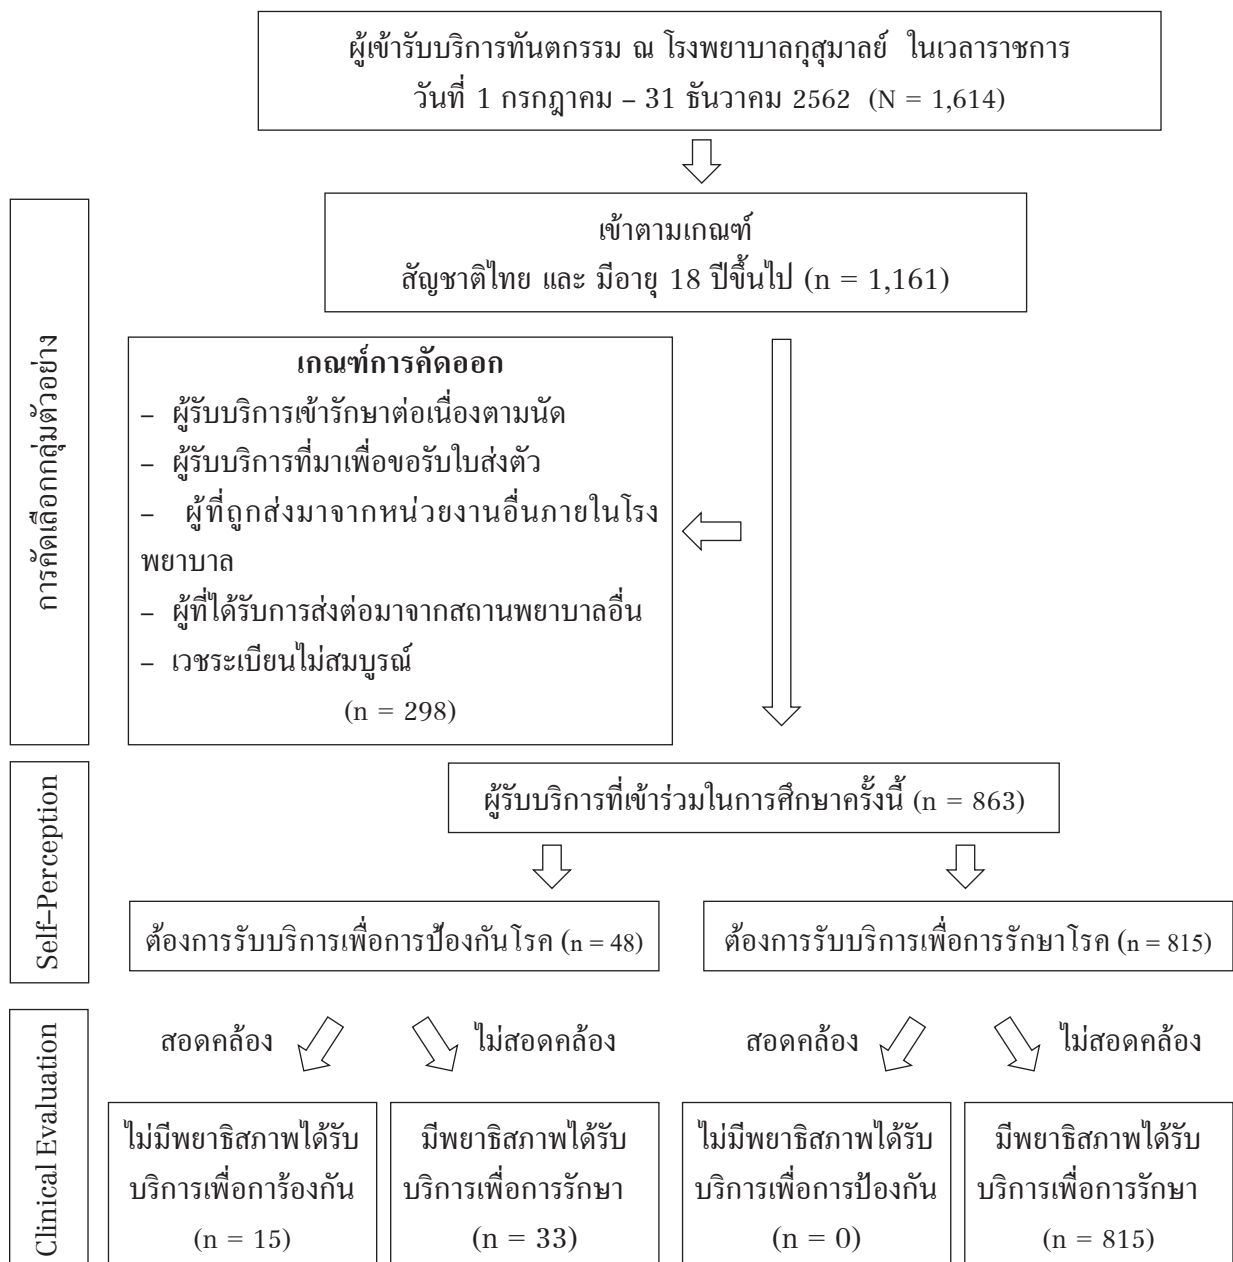 ผู้เข้ารับบริการทันตกรรม ณ โรงพยาบาลกุสุมาลย์ ในเวลาราชการ
วันที่ 1 กรกฎาคม – 31 ธันวาคม 2562 (N = 1,614)
การคัดเลือกกลุ่มตัวอย่าง
เข้าตามเกณฑ์
สัญชาติไทย และ มีอายุ 18 ปีขึ้นไป (n = 1,161)
เกณฑ์การคัดออก
– ผู้รับบริการเข้ารักษาต่อเนื่องตามนัด
– ผู้รับบริการที่มาเพื่อขอรับใบส่งตัว
– ผู้ที่ถูกส่งมาจากหน่วยงานอื่นภายในโรง
พยาบาล
– ผู้ที่ได้รับการส่งต่อมาจากสถานพยาบาลอื่น
– เวชระเบียนไม่สมบูรณ์
(n = 298)
Self–Perception
ผู้รับบริการที่เข้าร่วมในการศึกษาครั้งนี้ (n = 863)
ต้องการรับบริการเพื่อการป้องกันโรค (n = 48)
ต้องการรับบริการเพื่อการรักษาโรค (n = 815)
Clinical Evaluation
สอดคล้อง
ไม่สอดคล้อง
สอดคล้อง
ไม่สอดคล้อง
ไม่มีพยาธิสภาพได้รับ
บริการเพื่อการ้องกัน
(n = 15)
มีพยาธิสภาพได้รับ
บริการเพื่อการรักษา
(n = 33)
ไม่มีพยาธิสภาพได้รับ
บริการเพื่อการป้องกัน
(n = 0)
มีพยาธิสภาพได้รับ
บริการเพื่อการรักษา
(n = 815)